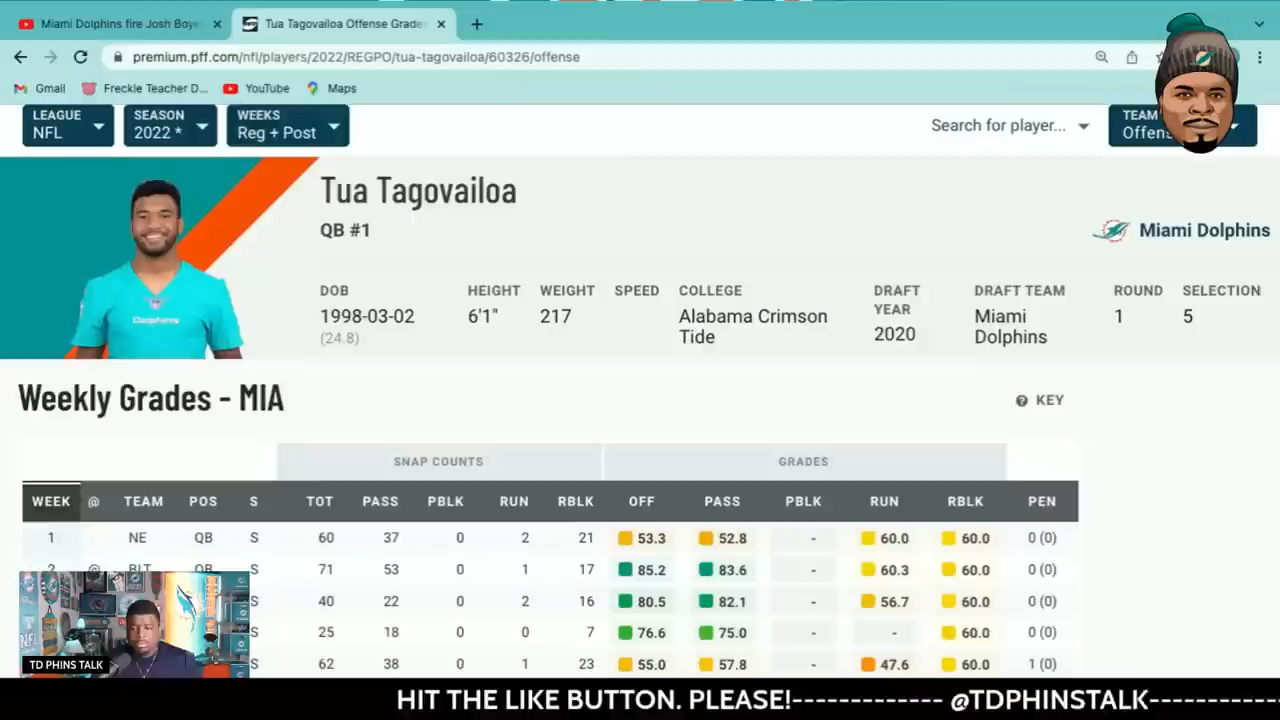 Miami Dolphins fire Josh Boye
Tua Tagovailoa Offense Grade
premium.pff.com/nfl/players/2022/REGPO/tua-tagovailoa/60326/offense
Gmail Freckle Teacher D... YouTube Maps
LEAGUE SEASON WEEKS TEAM
NFL 2022 * Reg + Post Search for player... Offens
Tua Tagovailoa
QB #1 Miami Dolphins
DOB HEIGHT WEIGHT SPEED COLLEGE DRAFT YEAR DRAFT TEAM ROUND SELECTION
1998-03-02 6'1" 217 Alabama Crimson Tide 2020 Miami Dolphins 1 5
(24.8)
Weekly Grades - MIA KEY
SNAP COUNTS GRADES
WEEK @ TEAM POS S TOT PASS PBLK RUN RBLK OFF PASS PBLK RUN RBLK PEN
1 NE QB S 60 37 0 2 21 53.3 52.8 - 60.0 60.0 0 (0)
2 @ BLT QB S 71 53 0 1 17 85.2 83.6 - 60.3 60.0 0 (0)
S 40 22 0 2 16 80.5 82.1 - 56.7 60.0 0 (0)
S 25 18 0 0 7 76.6 75.0 - - 60.0 0 (0)
S 62 38 0 1 23 55.0 57.8 - 47.6 60.0 1 (0)
TD PHINS TALK
HIT THE LIKE BUTTON. PLEASE!------------ @TDPHINSTALK-----------